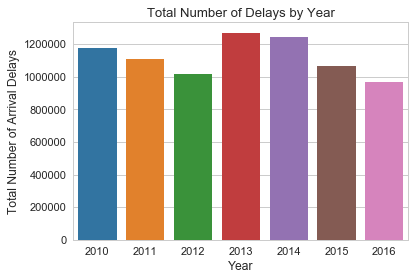 Total Number of Delays by Year
Total Number of Arrival Delays
1200000
1000000
800000
600000
400000
200000
0
2010 2011 2012 2013 2014 2015 2016
Year